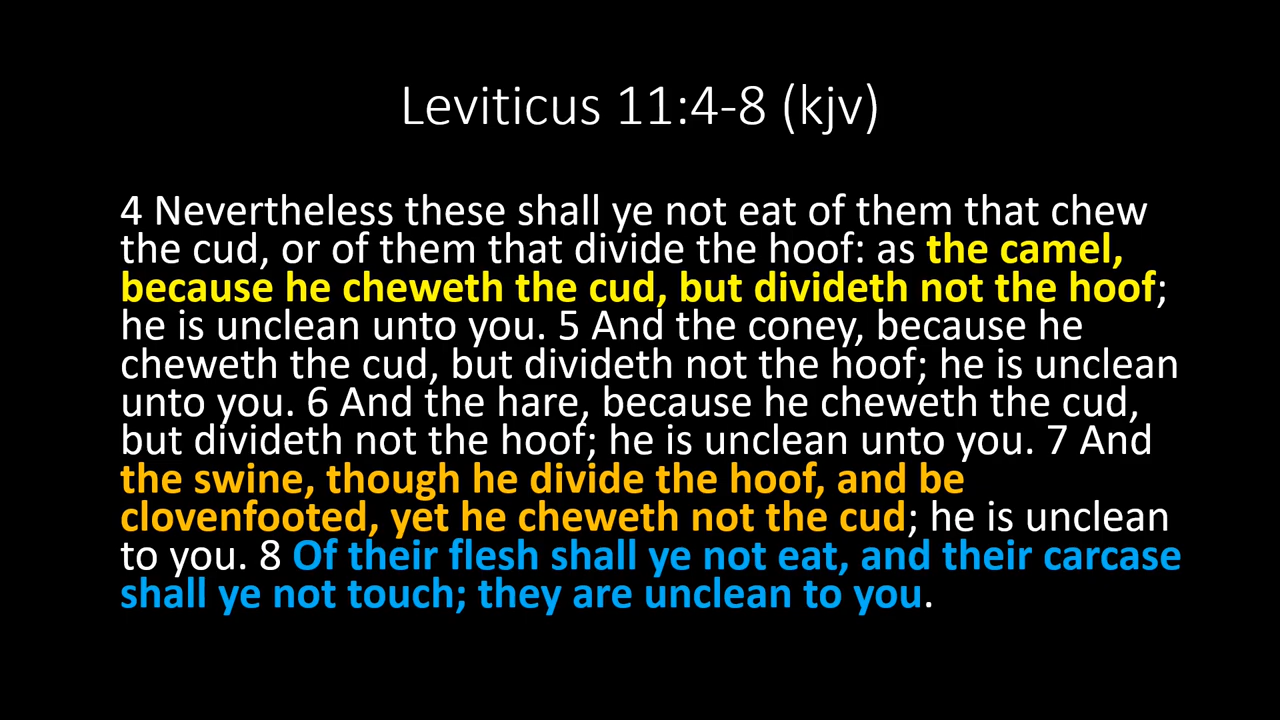 Leviticus 11:4-8 (kjv)
4 Nevertheless these shall ye not eat of them that chew
the cud, or of them that divide the hoof: as the camel,
because he cheweth the cud, but divideth not the hoof;
he is unclean unto you. 5 And the coney, because he
cheweth the cud, but divideth not the hoof; he is unclean
unto you. 6 And the hare, because he cheweth the cud,
but divideth not the hoof; he is unclean unto you. 7 And
the swine, though he divide the hoof, and be
clovenfooted, yet he cheweth not the cud; he is unclean
to you. 8 Of their flesh shall ye not eat, and their carcase
shall ye not touch; they are unclean to you.